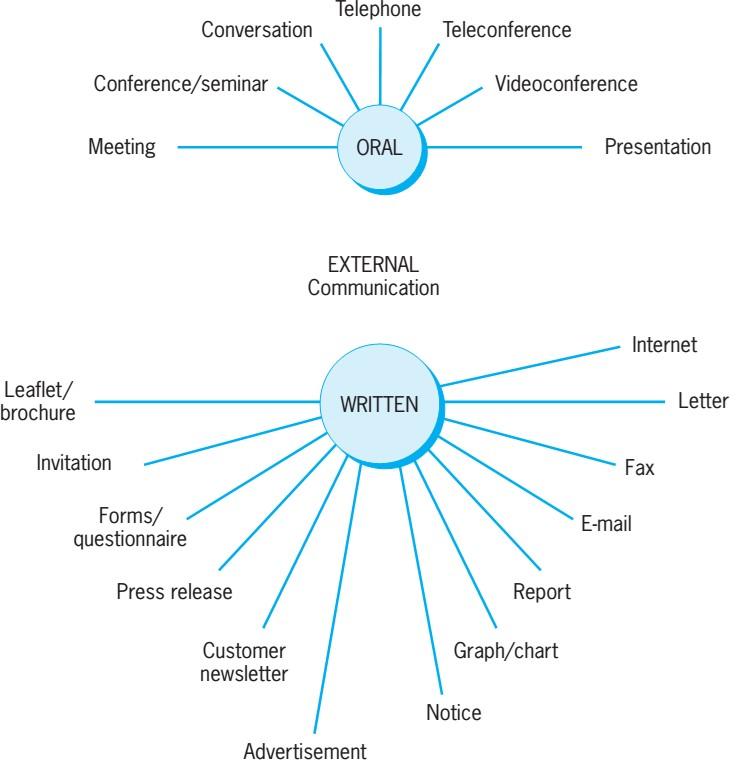 Telephone
Conversation
Teleconference
Conference/seminar
Videoconference
Meeting
ORAL
Presentation
EXTERNAL
Communication
Internet
Leaflet/
brochure
WRITTEN
Letter
Invitation
Fax
Forms/
questionnaire
E-mail
Press release
Report
Customer
newsletter
Graph/chart
Notice
Advertisement